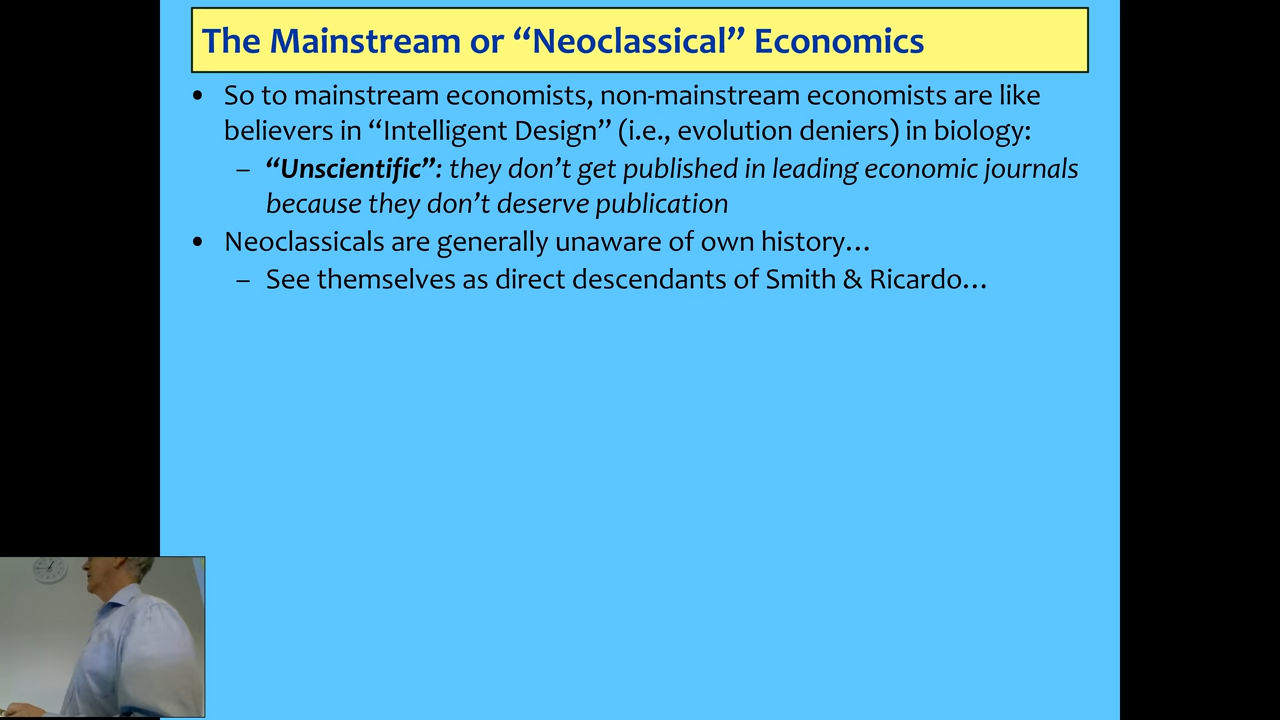 The Mainstream or “Neoclassical” Economics
• So to mainstream economists, non-mainstream economists are like
believers in “Intelligent Design” (i.e., evolution deniers) in biology:
– “Unscientific”: they don’t get published in leading economic journals
because they don’t deserve publication
• Neoclassicals are generally unaware of own history…
– See themselves as direct descendants of Smith & Ricardo…